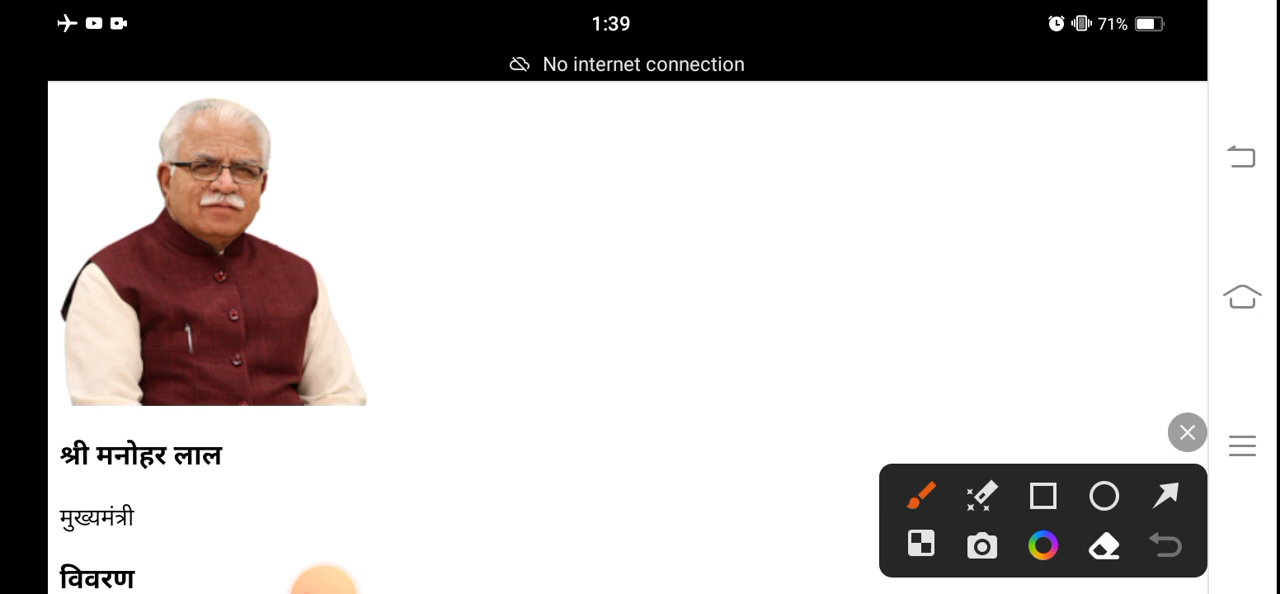 1:39
71%
No internet connection
श्री मनोहर लाल
मुख्यमंत्री
विवरण